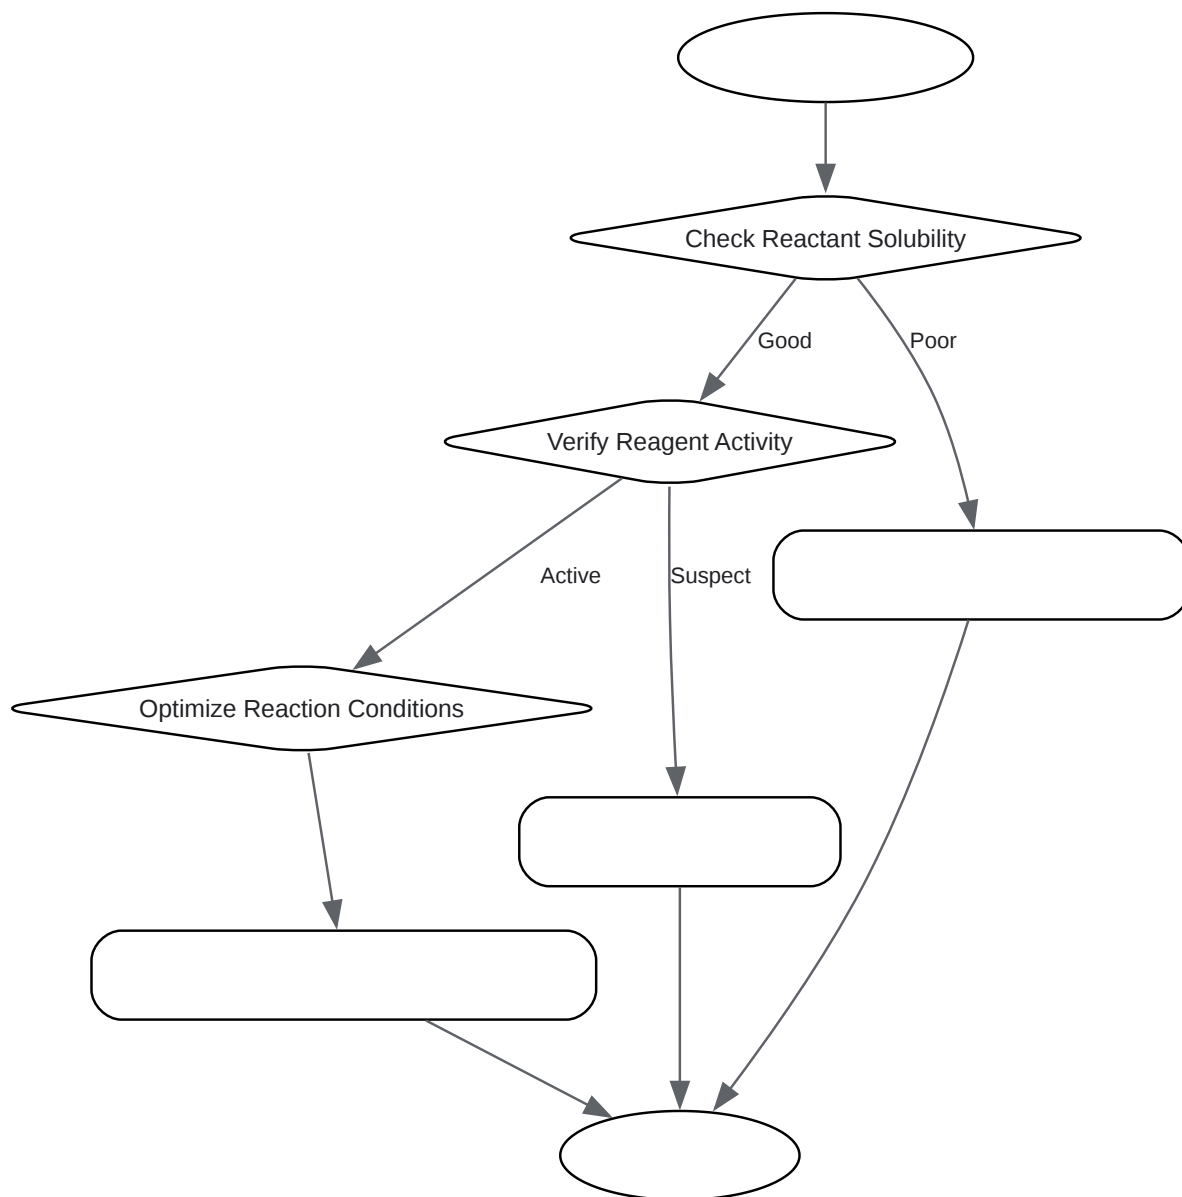 Check Reactant Solubility
Good
Poor
Verify Reagent Activity
Active
Suspect
Optimize Reaction Conditions